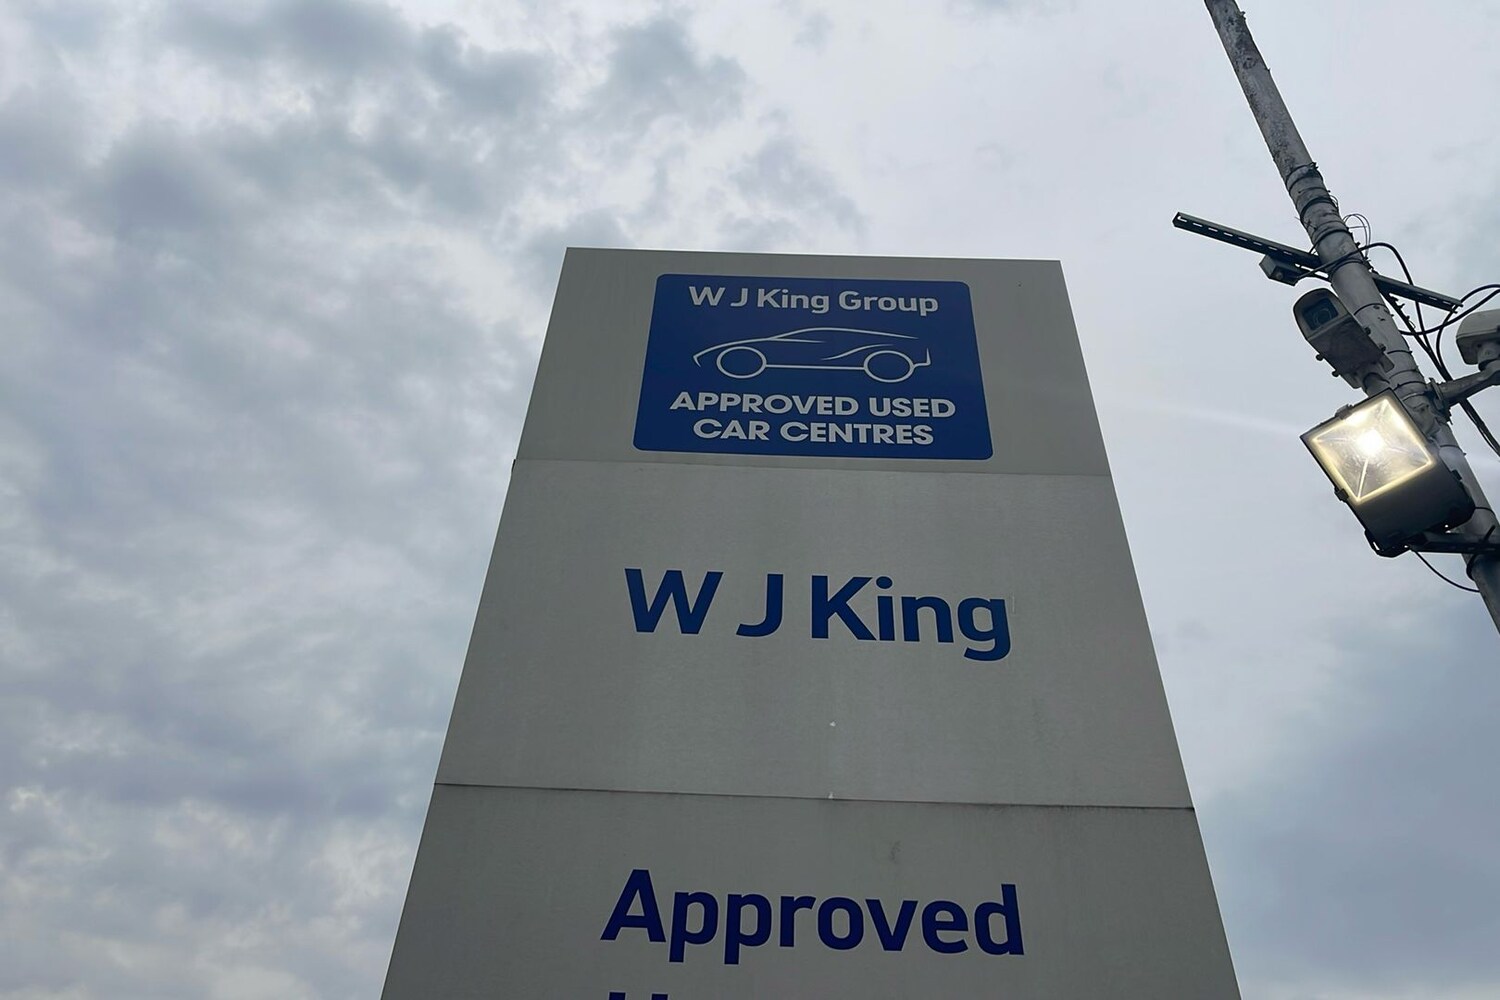 W J King Group
APPROVED USED
CAR CENTRES
W J King
Approved